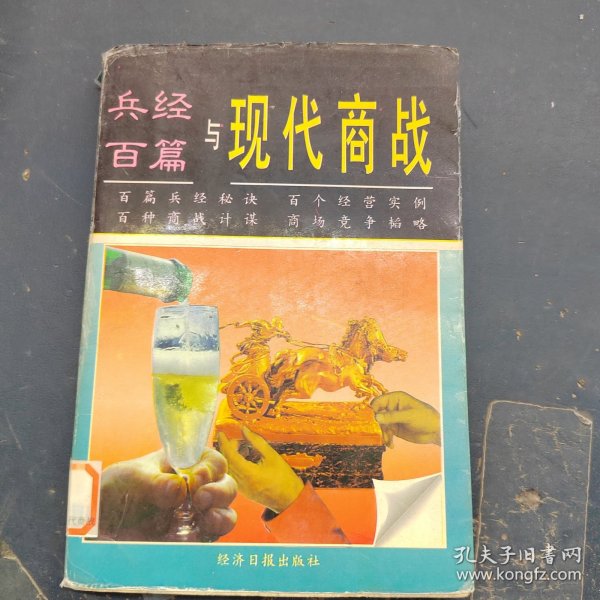 兵经
百篇
与
现代商战
百篇兵经秘诀 百个经营实例
百种商战计谋 商场竞争韬略
经济日报出版社
孔夫子旧书网
www.kongfz.com